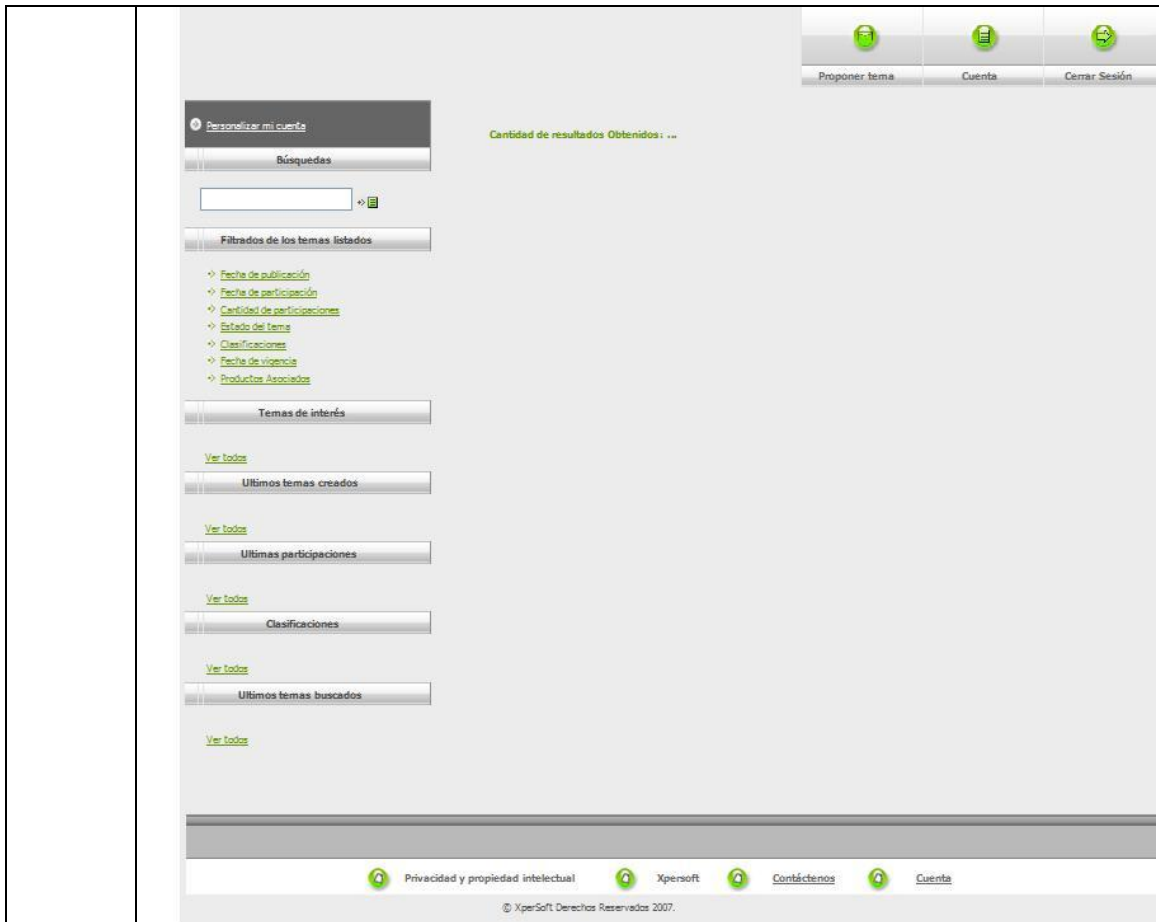 Proponer tema
Cuenta
Cerrar Sesión
Personalizar mi cuenta
Cantidad de resultados Obtenidos: ...
Búsquedas
Filtrados de los temas listados
Fecha de publicación
Fecha de participación
Cantidad de participaciones
Estado del tema
Clasificaciones
Fecha de vigencia
Productos Asociados
Temas de interés
Ver todos
Ultimos temas creados
Ver todos
Ultimas participaciones
Ver todos
Clasificaciones
Ver todos
Ultimos temas buscados
Ver todos
Privacidad y propiedad intelectual Xpersoft Contáctenos Cuenta
© XperSoft Derechos Reservados 2007.